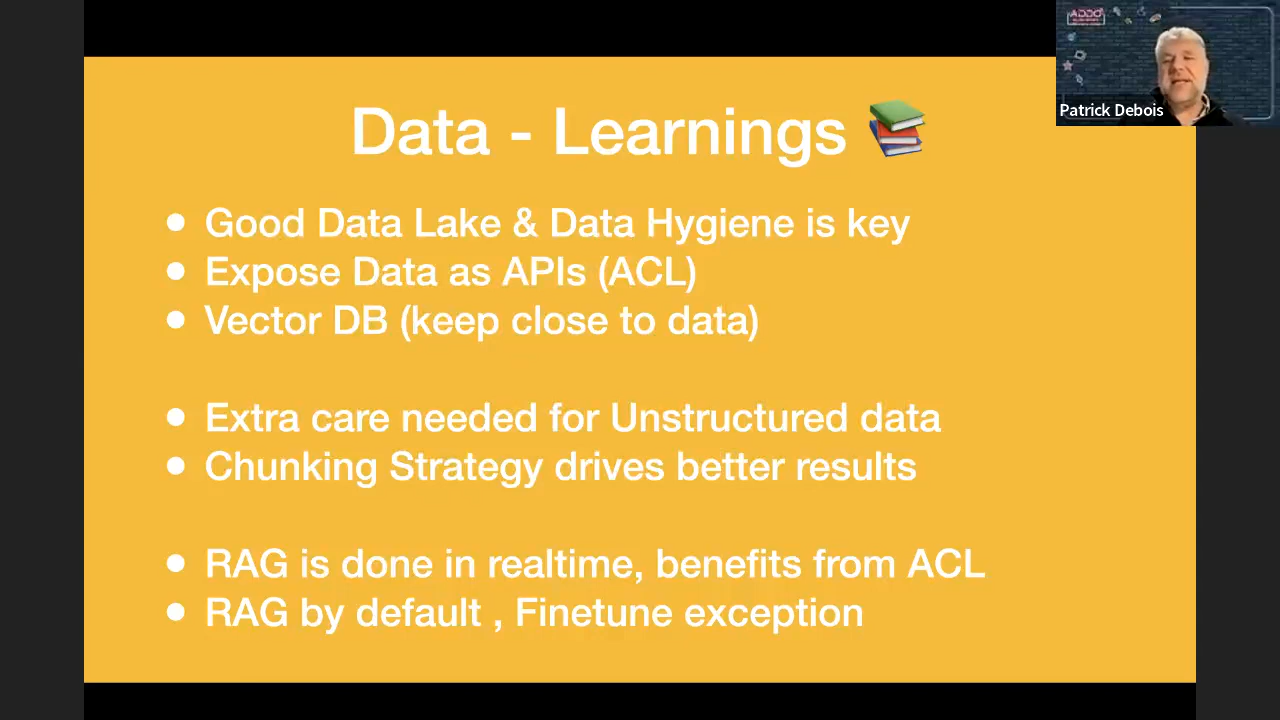 Data - Learnings 📚
● Good Data Lake & Data Hygiene is key
● Expose Data as APIs (ACL)
● Vector DB (keep close to data)
● Extra care needed for Unstructured data
● Chunking Strategy drives better results
● RAG is done in realtime, benefits from ACL
● RAG by default , Finetune exception
ADDO
Patrick Debois